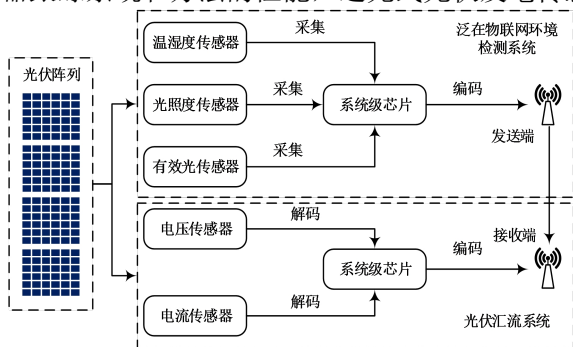 光伏阵列
温湿度传感器
采集
泛在物联网环境
检测系统
光照度传感器
采集
系统级芯片
编码
发送端
有效光传感器
采集
电压传感器
解码
接收端
系统级芯片
编码
电流传感器
解码
光伏汇流系统